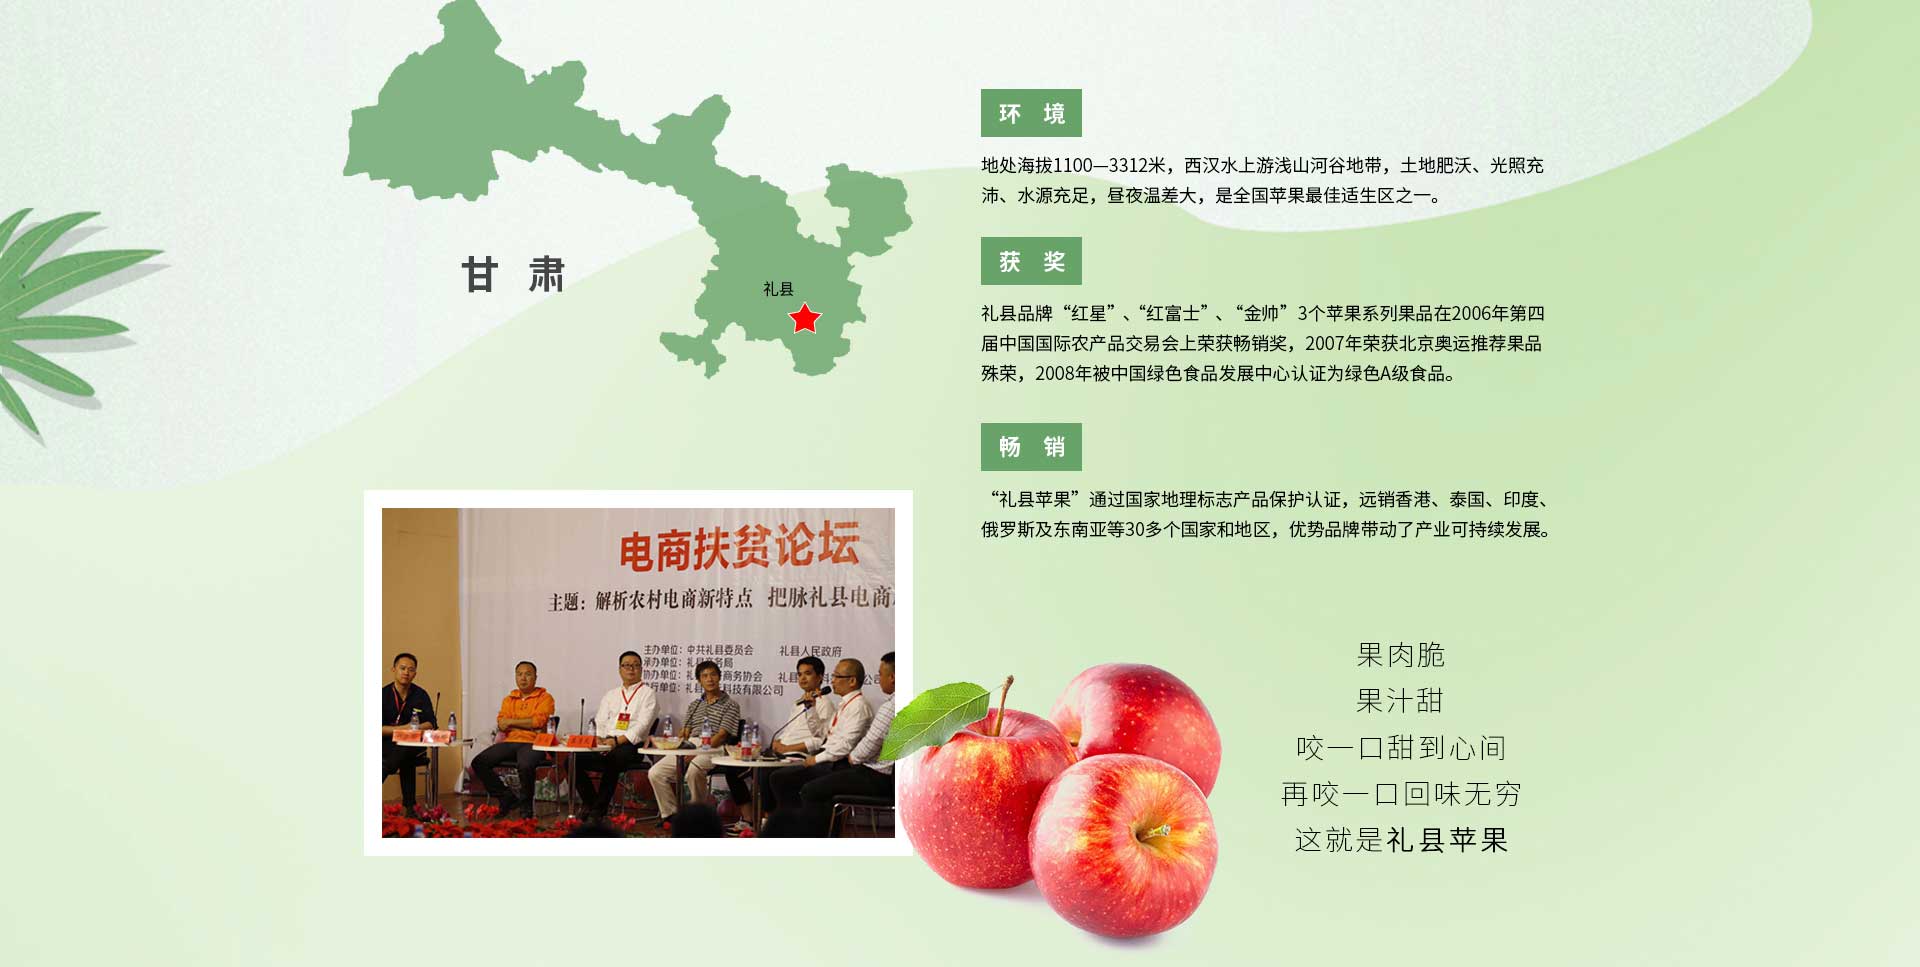 甘 肃
礼县
环 境
地处海拔1100—3312米，西汉水上游浅山河谷地带，土地肥沃、光照充
沛、水源充足，昼夜温差大，是全国苹果最佳适生区之一。
获 奖
礼县品牌“红星”、“红富士”、“金帅”3个苹果系列果品在2006年第四
届中国国际农产品交易会上荣获畅销奖，2007年荣获北京奥运推荐果品
殊荣，2008年被中国绿色食品发展中心认证为绿色A级食品。
畅 销
“礼县苹果”通过国家地理标志产品保护认证，远销香港、泰国、印度、
俄罗斯及东南亚等30多个国家和地区，优势品牌带动了产业可持续发展。
电商扶贫论坛
主题：解析农村电商新特点 把脉礼县电商
主办单位：中共礼县委员会 礼县人民政府
承办单位：礼县商务局
协办单位：礼 商务协会 礼县
行单位：礼县 科技有限公司
果肉脆
果汁甜
咬一口甜到心间
再咬一口回味无穷
这就是礼县苹果